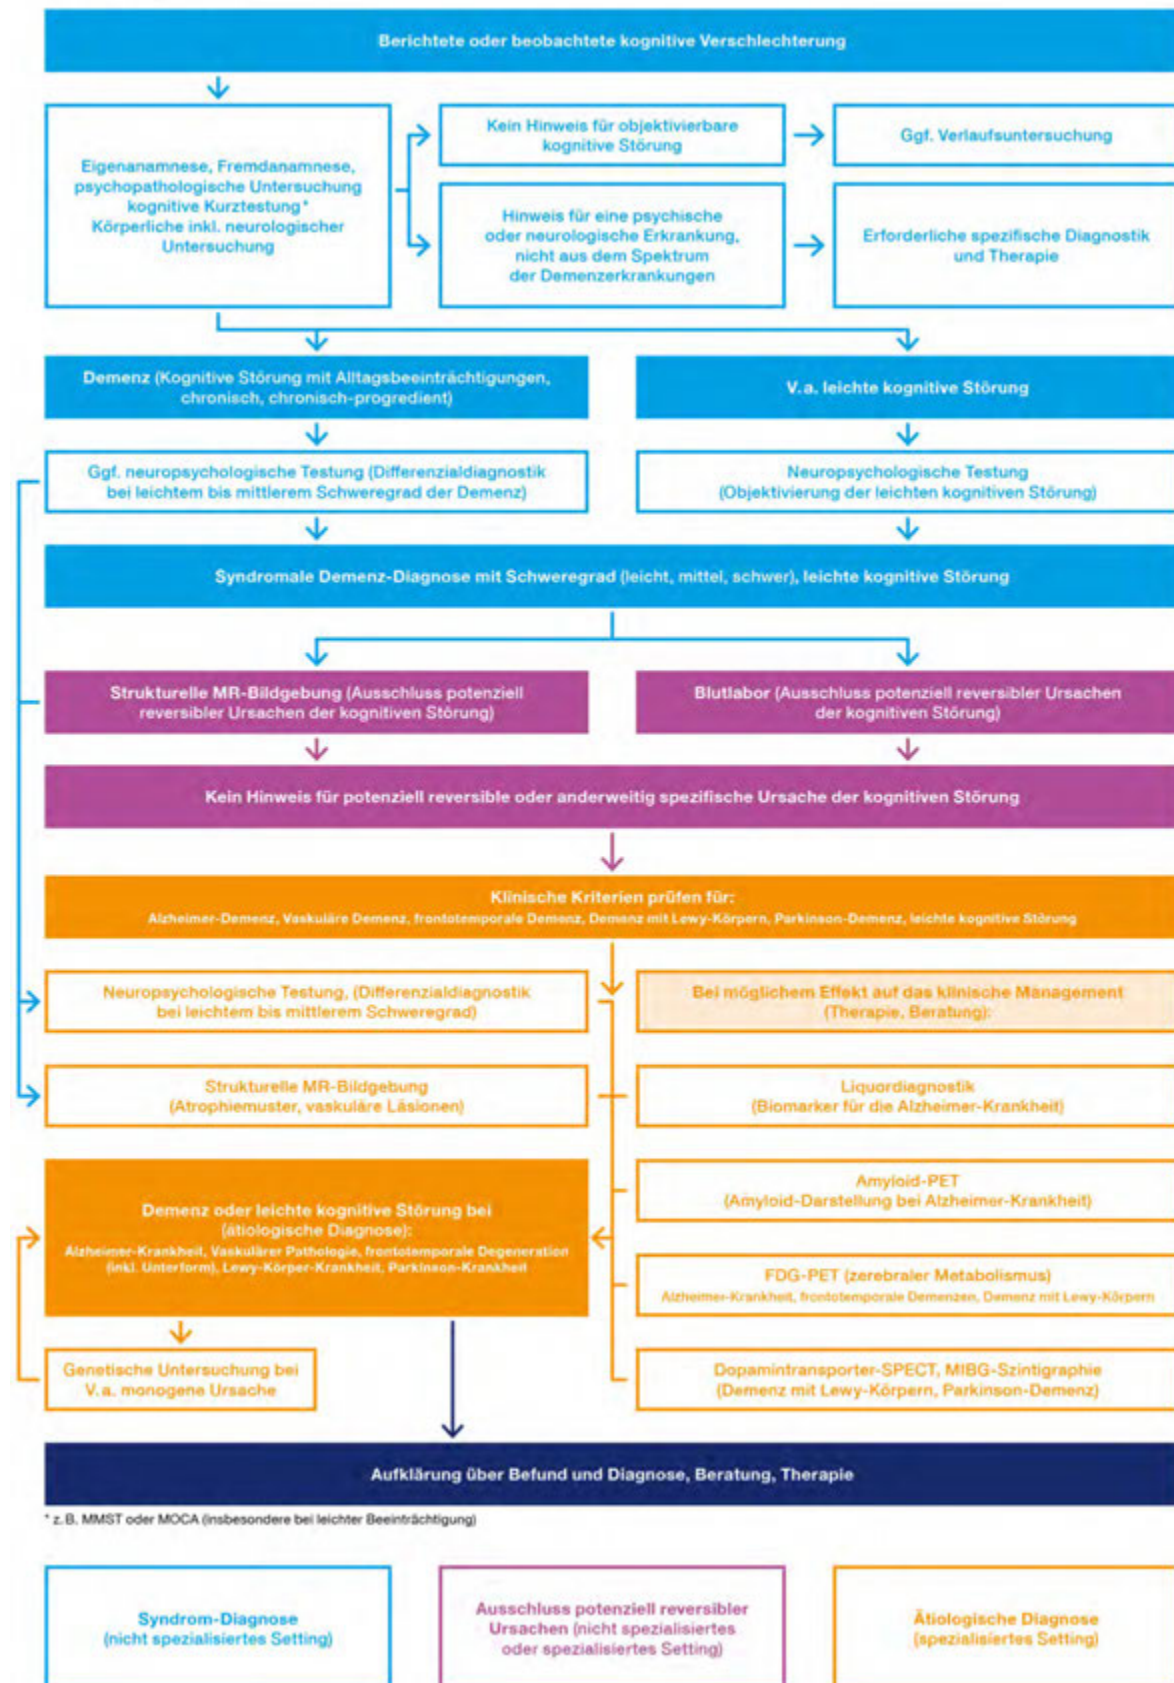 Berichtete oder beobachtete kognitive Verschlechterung
Eigenanamnese, Fremdanamnese,
psychopathologische Untersuchung
kognitive Kurztestung*
Körperliche inkl. neurologischer
Untersuchung
Kein Hinweis für objektivierbare
kognitive Störung
Ggf. Verlaufsuntersuchung
Hinweis für eine psychische
oder neurologische Erkrankung,
nicht aus dem Spektrum
der Demenzerkrankungen
Erforderliche spezifische Diagnostik
und Therapie
Demenz (Kognitive Störung mit Alltagsbeeinträchtigungen,
chronisch, chronisch-progredient)
V.a. leichte kognitive Störung
Ggf. neuropsychologische Testung (Differenzialdiagnostik
bei leichtem bis mittlerem Schweregrad der Demenz)
Neuropsychologische Testung
(Objektivierung der leichten kognitiven Störung)
Syndromale Demenz-Diagnose mit Schweregrad (leicht, mittel, schwer), leichte kognitive Störung
Strukturelle MR-Bildgebung (Ausschluss potenziell
reversibler Ursachen der kognitiven Störung)
Blutlabor (Ausschluss potenziell reversibler Ursachen
der kognitiven Störung)
Kein Hinweis für potenziell reversible oder anderweitig spezifische Ursache der kognitiven Störung
Klinische Kriterien prüfen für:
Alzheimer-Demenz, Vaskuläre Demenz, frontotemporale Demenz, Demenz mit Lewy-Körpern, Parkinson-Demenz, leichte kognitive Störung
Neuropsychologische Testung, (Differenzialdiagnostik
bei leichtem bis mittlerem Schweregrad)
Bei möglichem Effekt auf das klinische Management
(Therapie, Beratung):
Strukturelle MR-Bildgebung
(Atrophiemuster, vaskuläre Läsionen)
Liquordiagnostik
(Biomarker für die Alzheimer-Krankheit)
Demenz oder leichte kognitive Störung bei
(ätiologische Diagnose):
Alzheimer-Krankheit, Vaskulärer Pathologie, frontotemporale Degeneration
(inkl. Unterform), Lewy-Körper-Krankheit, Parkinson-Krankheit
Amyloid-PET
(Amyloid-Darstellung bei Alzheimer-Krankheit)
FDG-PET (zerebraler Metabolismus)
Alzheimer-Krankheit, frontotemporale Demenzen, Demenz mit Lewy-Körpern
Genetische Untersuchung bei
V.a. monogene Ursache
Dopamintransporter-SPECT, MIBG-Szintigraphie
(Demenz mit Lewy-Körpern, Parkinson-Demenz)
Aufklärung über Befund und Diagnose, Beratung, Therapie
* z.B. MMST oder MOCA (insbesondere bei leichter Beeinträchtigung)
Syndrom-Diagnose
(nicht spezialisiertes Setting)
Ausschluss potenziell reversibler
Ursachen (nicht spezialisiertes
oder spezialisiertes Setting)
Ätiologische Diagnose
(spezialisiertes Setting)